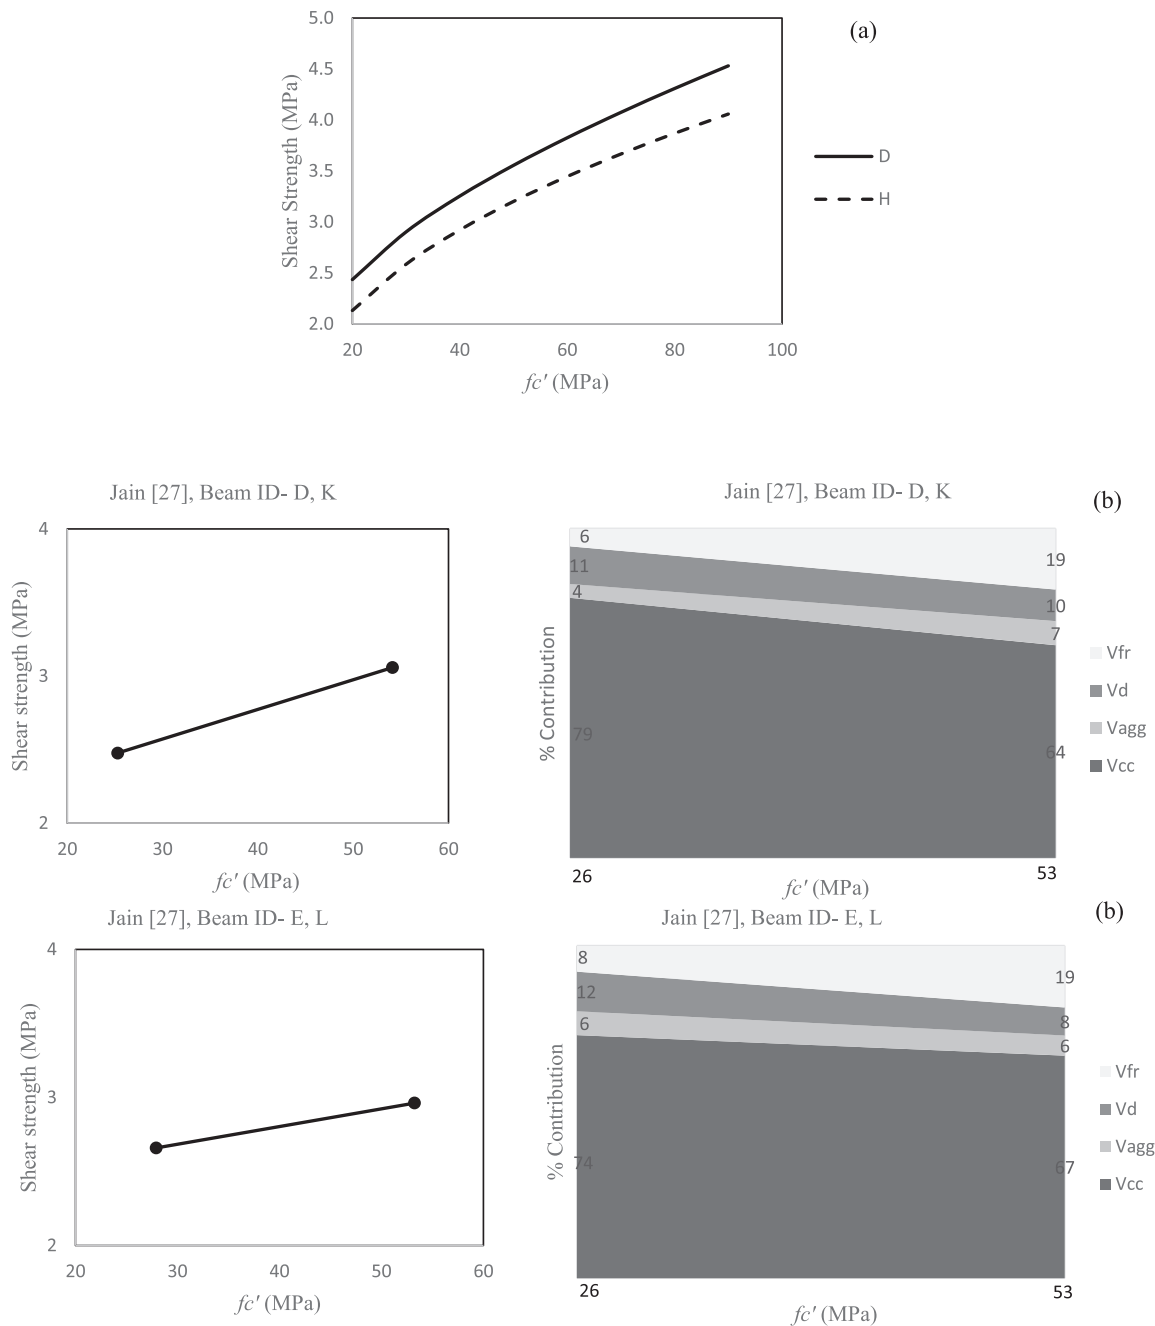 (a)
5.0
4.5
4.0
3.5
3.0
2.5
2.0
Shear Strength (MPa)
20 40 60 80 100
fc' (MPa)
D
H
Jain [27], Beam ID- D, K
4
3
2
Shear strength (MPa)
20 30 40 50 60
fc' (MPa)
Jain [27], Beam ID- D, K
(b)
% Contribution
6 19
11 10
4 7
79 64
26 53
fc' (MPa)
Vfr
Vd
Vagg
Vcc
Jain [27], Beam ID- E, L
4
3
2
Shear strength (MPa)
20 30 40 50 60
fc' (MPa)
Jain [27], Beam ID- E, L
(b)
% Contribution
8 19
12 8
6 6
74 67
26 53
fc' (MPa)
Vfr
Vd
Vagg
Vcc